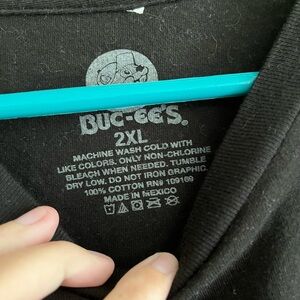 BUC-EE'S.
2XL
MACHINE WASH COLD WITH
LIKE COLORS. ONLY NON-CHLORINE
BLEACH WHEN NEEDED. TUMBLE
DRY LOW. DO NOT IRON GRAPHIC.
100% COTTON RN# 109168
MADE IN MEXICO